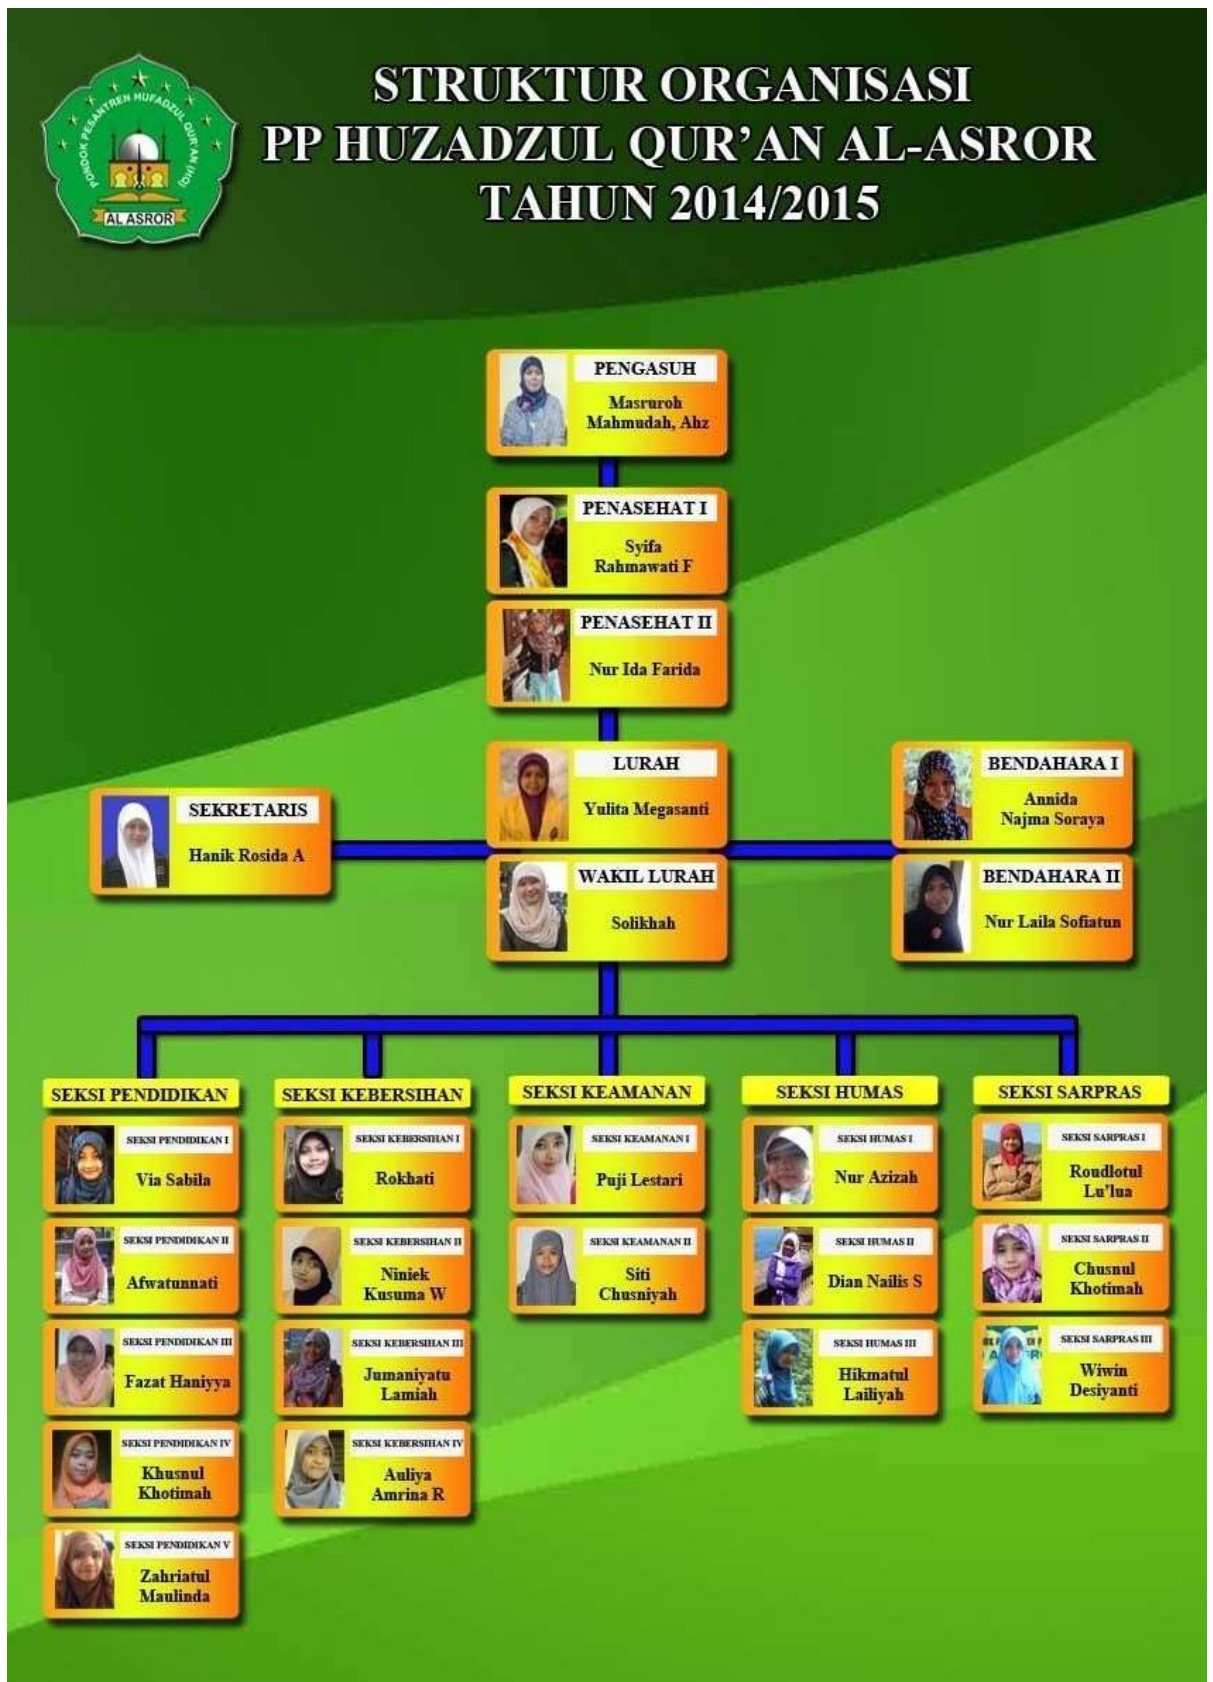 STRUKTUR ORGANISASI
PP HUZADZUL QUR’AN AL-ASROR
TAHUN 2014/2015
PONDOK PESANTREN HUFADZUL QUR'AN (HQ)
AL ASROR
PENGASUH
Masruroh
Mahmudah, Ahz
PENASEHAT I
Syifa
Rahmawati F
PENASEHAT II
Nur Ida Farida
LURAH
Yulita Megasanti
WAKIL LURAH
Solikhah
SEKRETARIS
Hanik Rosida A
BENDAHARA I
Annida
Najma Soraya
BENDAHARA II
Nur Laila Sofiatun
SEKSI PENDIDIKAN
SEKSI PENDIDIKAN I
Via Sabila
SEKSI PENDIDIKAN II
Afwatunnati
SEKSI PENDIDIKAN III
Fazat Haniyya
SEKSI PENDIDIKAN IV
Khusnul
Khotimah
SEKSI PENDIDIKAN V
Zahriatul
Maulinda
SEKSI KEBERSIHAN
SEKSI KEBERSIHAN I
Rokhati
SEKSI KEBERSIHAN II
Niniek
Kusuma W
SEKSI KEBERSIHAN III
Jumaniyatu
Lamiah
SEKSI KEBERSIHAN IV
Auliya
Amrina R
SEKSI KEAMANAN
SEKSI KEAMANAN I
Puji Lestari
SEKSI KEAMANAN II
Siti
Chusniyah
SEKSI HUMAS
SEKSI HUMAS I
Nur Azizah
SEKSI HUMAS II
Dian Nailis S
SEKSI HUMAS III
Hikmatul
Lailiyah
SEKSI SARPRAS
SEKSI SARPRAS I
Roudlotul
Lu’lua
SEKSI SARPRAS II
Chusnul
Khotimah
SEKSI SARPRAS III
Wiwin
Desiyanti